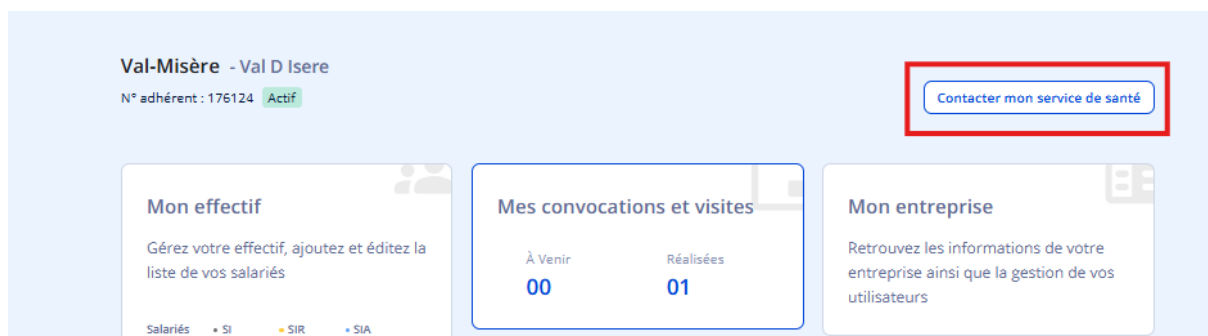 Val-Misère - Val D Isere
N° adhérent : 176124 Actif
Contacter mon service de santé
Mon effectif
Gérez votre effectif, ajoutez et éditez la
liste de vos salariés
Salariés • SI • SIR • SIA
Mes convocations et visites
À Venir Réalisées
00 01
Mon entreprise
Retrouvez les informations de votre
entreprise ainsi que la gestion de vos
utilisateurs